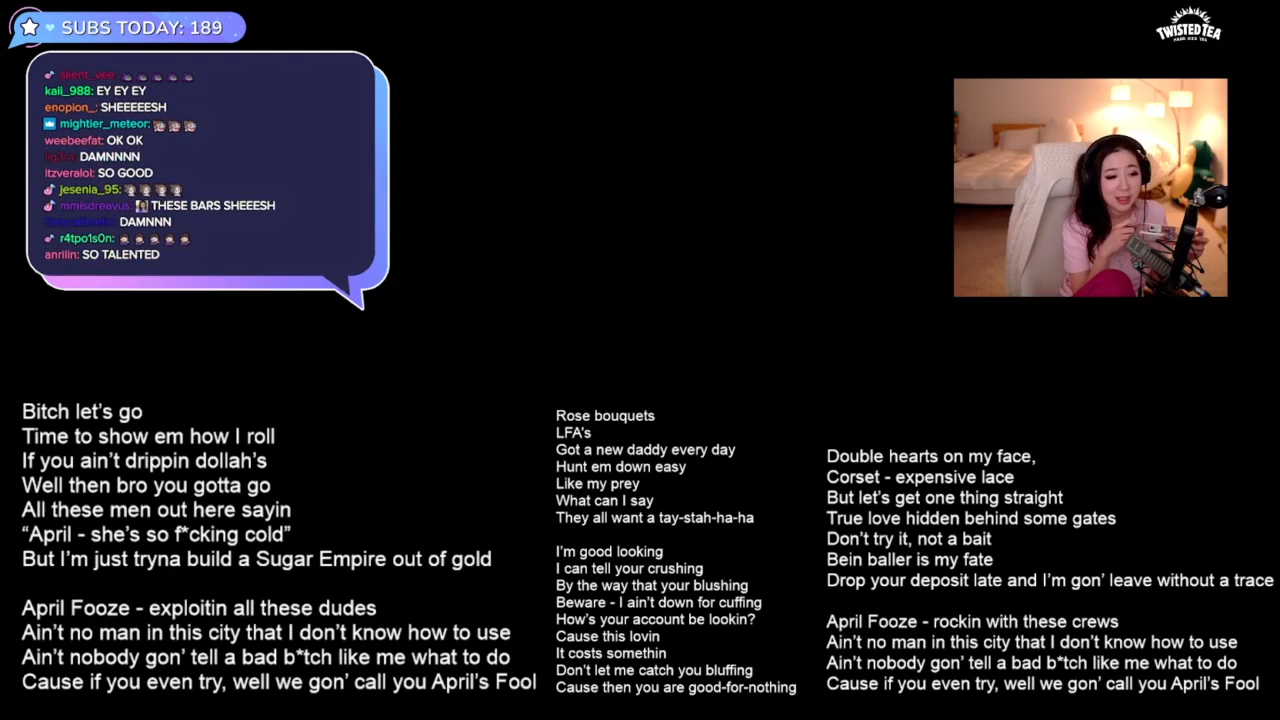 SUBS TODAY: 189
TWISTED TEA
HARD ICED TEA
silent_vee:
kali_988: EY EY EY
enopion_: SHEEEEESH
mightier_meteor:
weebeefat: OK OK
DAMNNNN
itzveralol: SO GOOD
jesenia_95:
mmisdreavus: THESE BARS SHEEESH
DAMNNN
r4tpo1s0n:
anrilin: SO TALENTED
Bitch let’s go
Time to show em how I roll
If you ain’t drippin dollah’s
Well then bro you gotta go
All these men out here sayin
“April - she’s so f*cking cold”
But I’m just tryna build a Sugar Empire out of gold
April Fooze - exploitin all these dudes
Ain’t no man in this city that I don’t know how to use
Ain’t nobody gon’ tell a bad b*tch like me what to do
Cause if you even try, well we gon’ call you April’s Fool
Rose bouquets
LFA’s
Got a new daddy every day
Hunt em down easy
Like my prey
What can I say
They all want a tay-stah-ha-ha
I’m good looking
I can tell your crushing
By the way that your blushing
Beware - I ain’t down for cuffing
How’s your account be lookin?
Cause this lovin
It costs somethin
Don’t let me catch you bluffing
Cause then you are good-for-nothing
Double hearts on my face,
Corset - expensive lace
But let’s get one thing straight
True love hidden behind some gates
Don’t try it, not a bait
Bein baller is my fate
Drop your deposit late and I’m gon’ leave without a trace
April Fooze - rockin with these crews
Ain’t no man in this city that I don’t know how to use
Ain’t nobody gon’ tell a bad b*tch like me what to do
Cause if you even try, well we gon’ call you April’s Fool